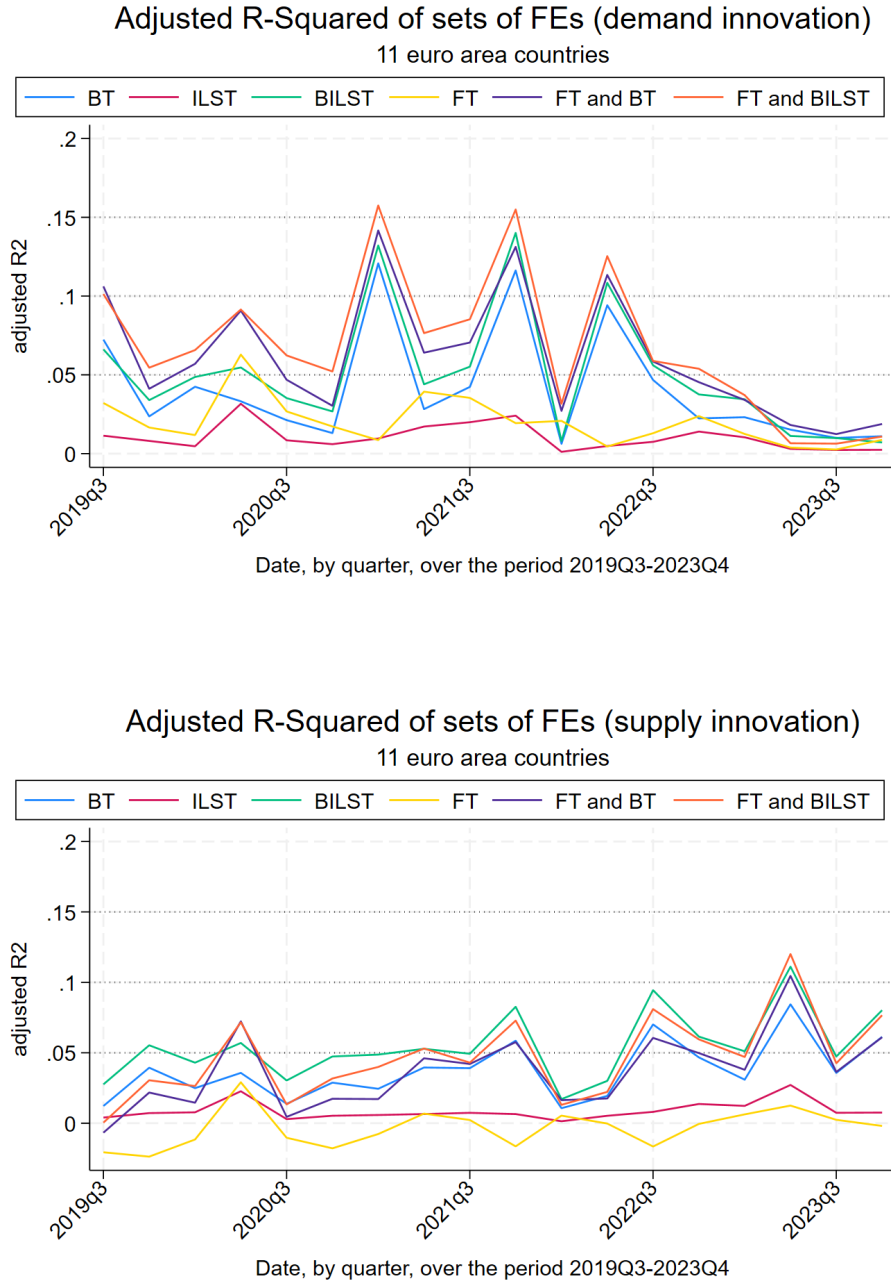 Adjusted R-Squared of sets of FEs (demand innovation)
11 euro area countries
BT ILST BILST FT FT and BT FT and BILST
.2
.15
.1
.05
0
adjusted R2
2019q3 2020q3 2021q3 2022q3 2023q3
Date, by quarter, over the period 2019Q3-2023Q4
Adjusted R-Squared of sets of FEs (supply innovation)
11 euro area countries
BT ILST BILST FT FT and BT FT and BILST
.2
.15
.1
.05
0
adjusted R2
2019q3 2020q3 2021q3 2022q3 2023q3
Date, by quarter, over the period 2019Q3-2023Q4